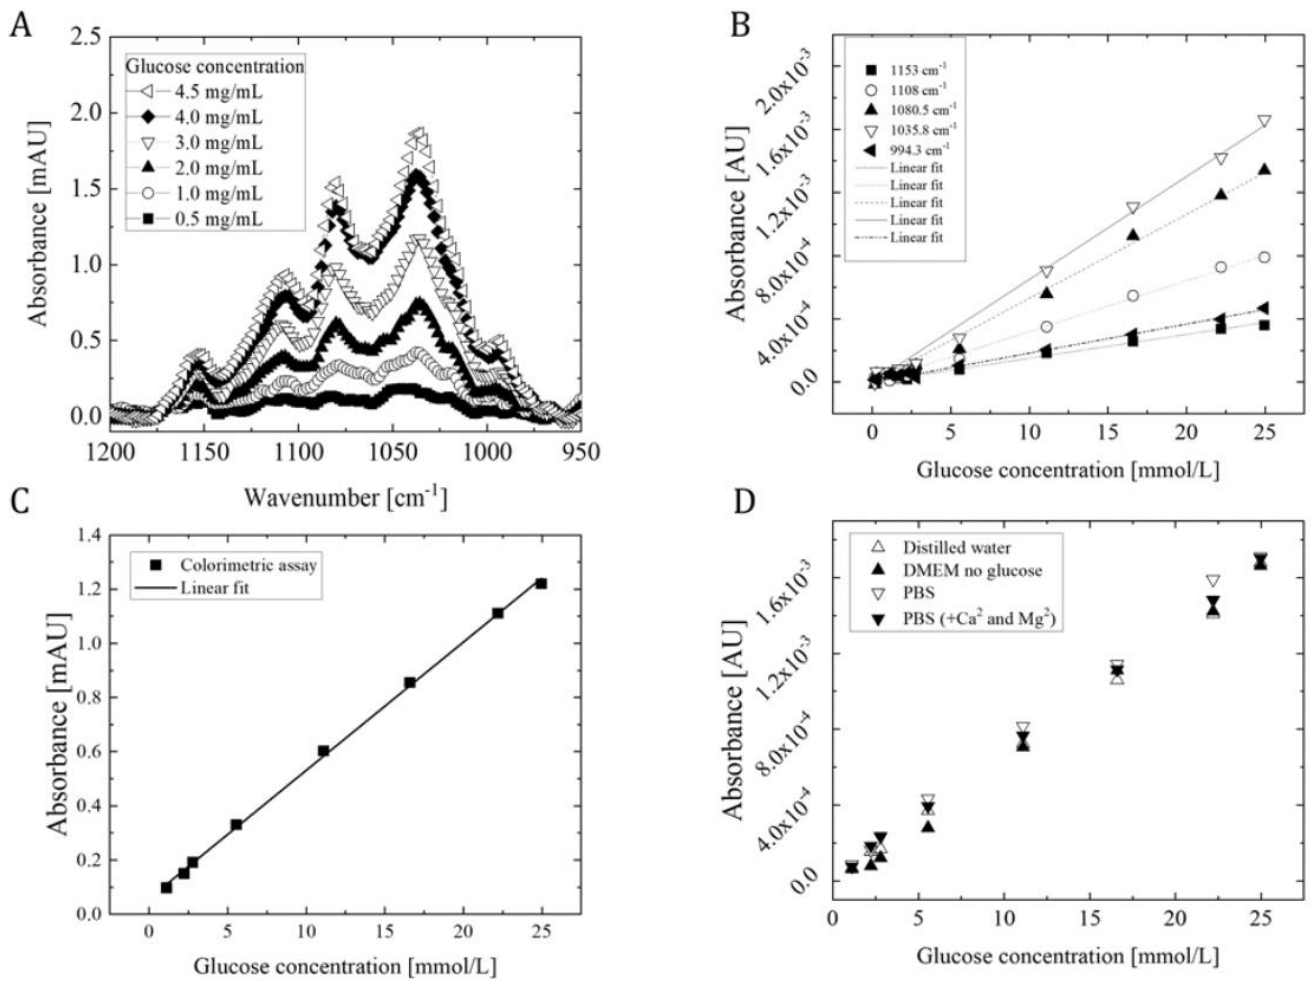 A
2.5
2.0
1.5
1.0
0.5
0.0
Absorbance [mAU]
Glucose concentration
4.5 mg/mL
4.0 mg/mL
3.0 mg/mL
2.0 mg/mL
1.0 mg/mL
0.5 mg/mL
1200 1150 1100 1050 1000 950
Wavenumber [cm⁻¹]
B
2.0x10⁻³
1.6x10⁻³
1.2x10⁻³
8.0x10⁻⁴
4.0x10⁻⁴
0.0
Absorbance [AU]
1153 cm⁻¹
1108 cm⁻¹
1080.5 cm⁻¹
1035.8 cm⁻¹
994.3 cm⁻¹
Linear fit
Linear fit
Linear fit
Linear fit
Linear fit
0 5 10 15 20 25
Glucose concentration [mmol/L]
C
1.4
1.2
1.0
0.8
0.6
0.4
0.2
0.0
Absorbance [mAU]
Colorimetric assay
Linear fit
0 5 10 15 20 25
Glucose concentration [mmol/L]
D
1.6x10⁻³
1.2x10⁻³
8.0x10⁻⁴
4.0x10⁻⁴
0.0
Absorbance [AU]
Distilled water
DMEM no glucose
PBS
PBS (+Ca² and Mg²)
0 5 10 15 20 25
Glucose concentration [mmol/L]